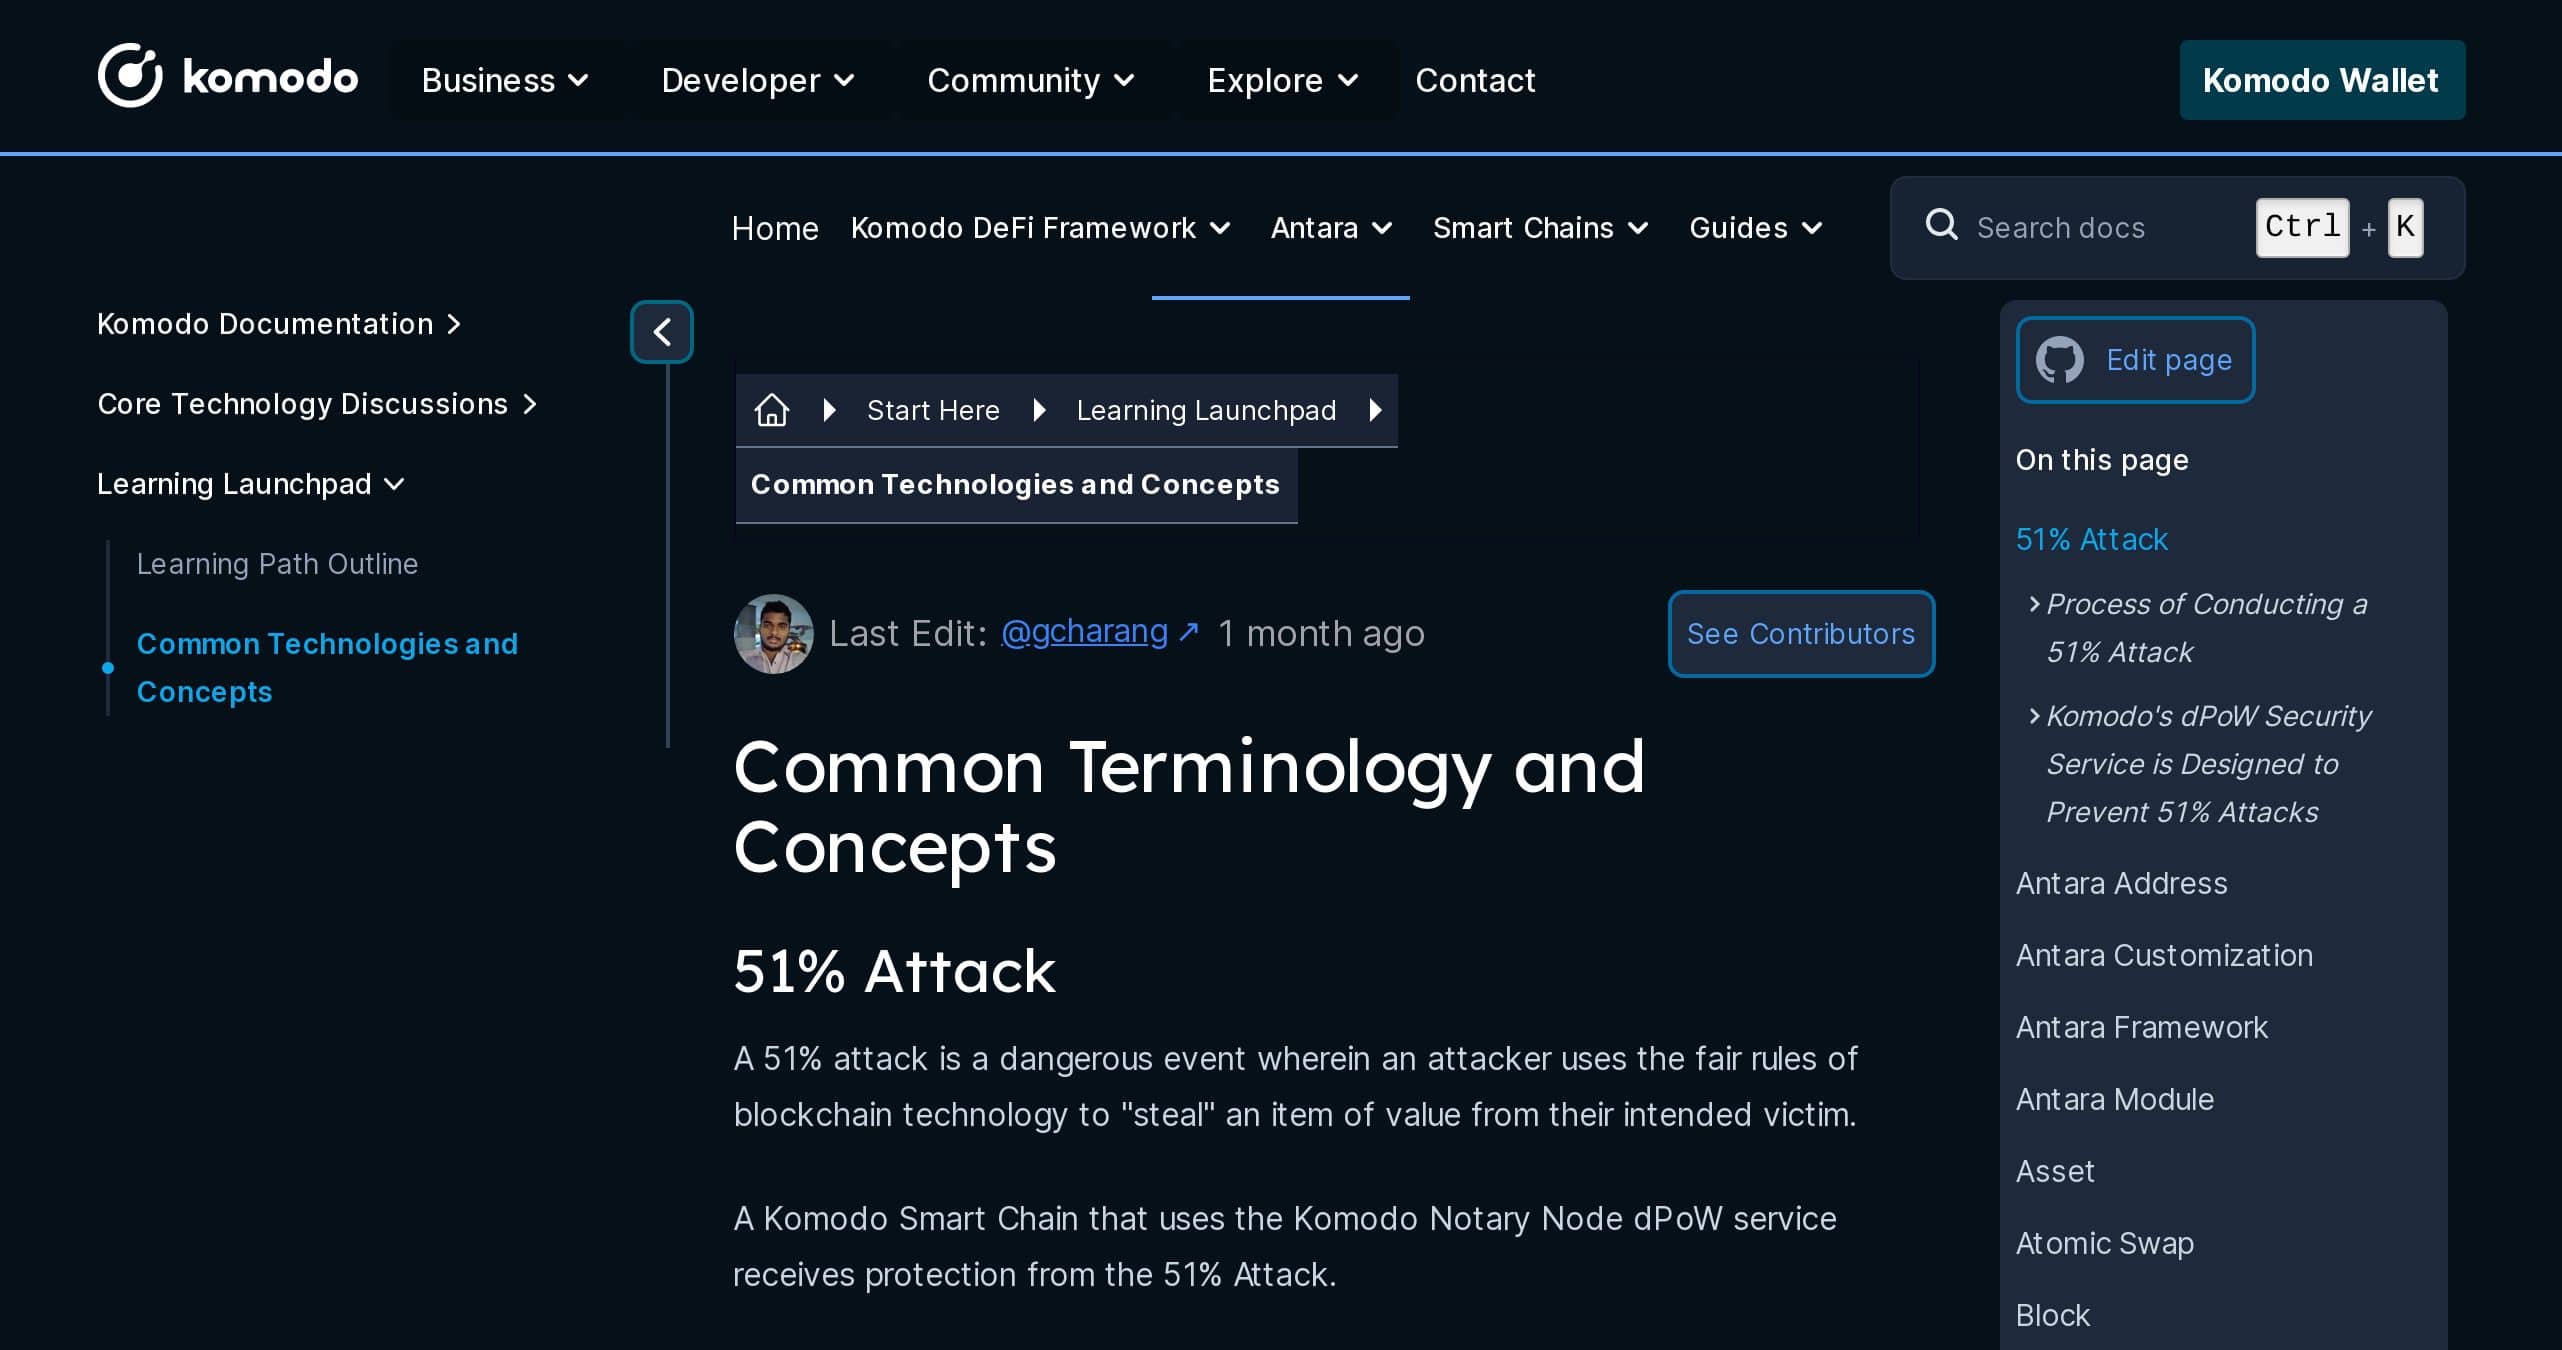 komodo Business Developer Community Explore Contact Komodo Wallet
Home Komodo DeFi Framework Antara Smart Chains Guides Search docs Ctrl + K
Komodo Documentation
Core Technology Discussions
Learning Launchpad
Learning Path Outline
Common Technologies and
Concepts
Start Here Learning Launchpad
Common Technologies and Concepts
Last Edit: @gcharang ↗ 1 month ago See Contributors
Common Terminology and
Concepts
51% Attack
A 51% attack is a dangerous event wherein an attacker uses the fair rules of
blockchain technology to "steal" an item of value from their intended victim.
A Komodo Smart Chain that uses the Komodo Notary Node dPoW service
receives protection from the 51% Attack.
Edit page
On this page
51% Attack
Process of Conducting a
51% Attack
Komodo's dPoW Security
Service is Designed to
Prevent 51% Attacks
Antara Address
Antara Customization
Antara Framework
Antara Module
Asset
Atomic Swap
Block